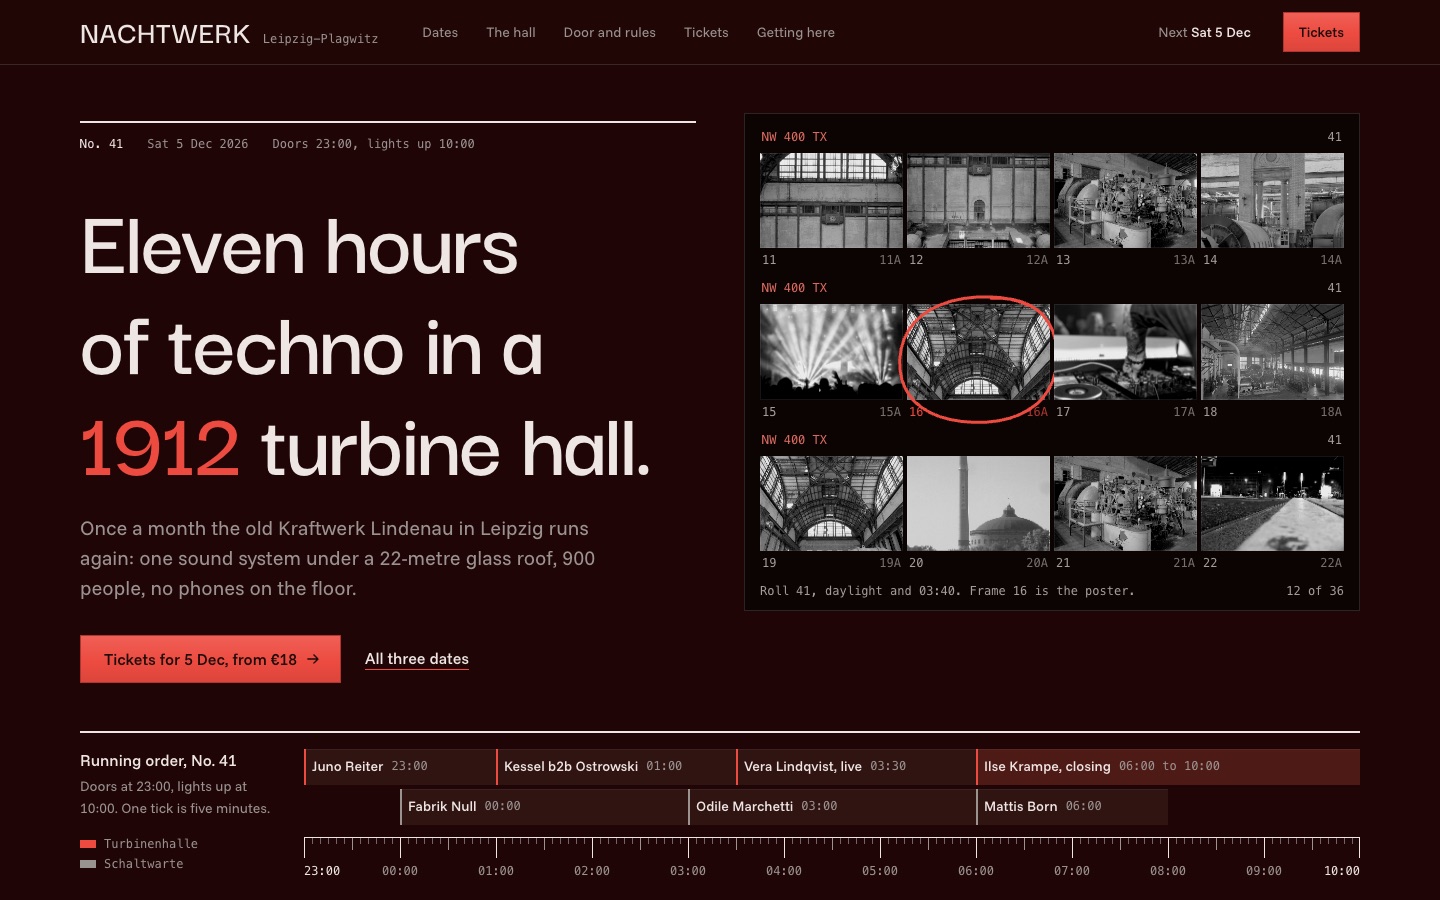 NACHTWERK Leipzig–Plagwitz Dates The hall Door and rules Tickets Getting here Next Sat 5 Dec Tickets
No. 41 Sat 5 Dec 2026 Doors 23:00, lights up 10:00
Eleven hours
of techno in a
1912 turbine hall.
Once a month the old Kraftwerk Lindenau in Leipzig runs
again: one sound system under a 22-metre glass roof, 900
people, no phones on the floor.
Tickets for 5 Dec, from €18 → All three dates
NW 400 TX 41
11 11A 12 12A 13 13A 14 14A
NW 400 TX 41
15 15A 16 16A 17 17A 18 18A
NW 400 TX 41
19 19A 20 20A 21 21A 22 22A
Roll 41, daylight and 03:40. Frame 16 is the poster. 12 of 36
Running order, No. 41
Doors at 23:00, lights up at
10:00. One tick is five minutes.
Turbinenhalle
Schaltwarte
Juno Reiter 23:00 Kessel b2b Ostrowski 01:00 Vera Lindqvist, live 03:30 Ilse Krampe, closing 06:00 to 10:00
Fabrik Null 00:00 Odile Marchetti 03:00 Mattis Born 06:00
23:00 00:00 01:00 02:00 03:00 04:00 05:00 06:00 07:00 08:00 09:00 10:00